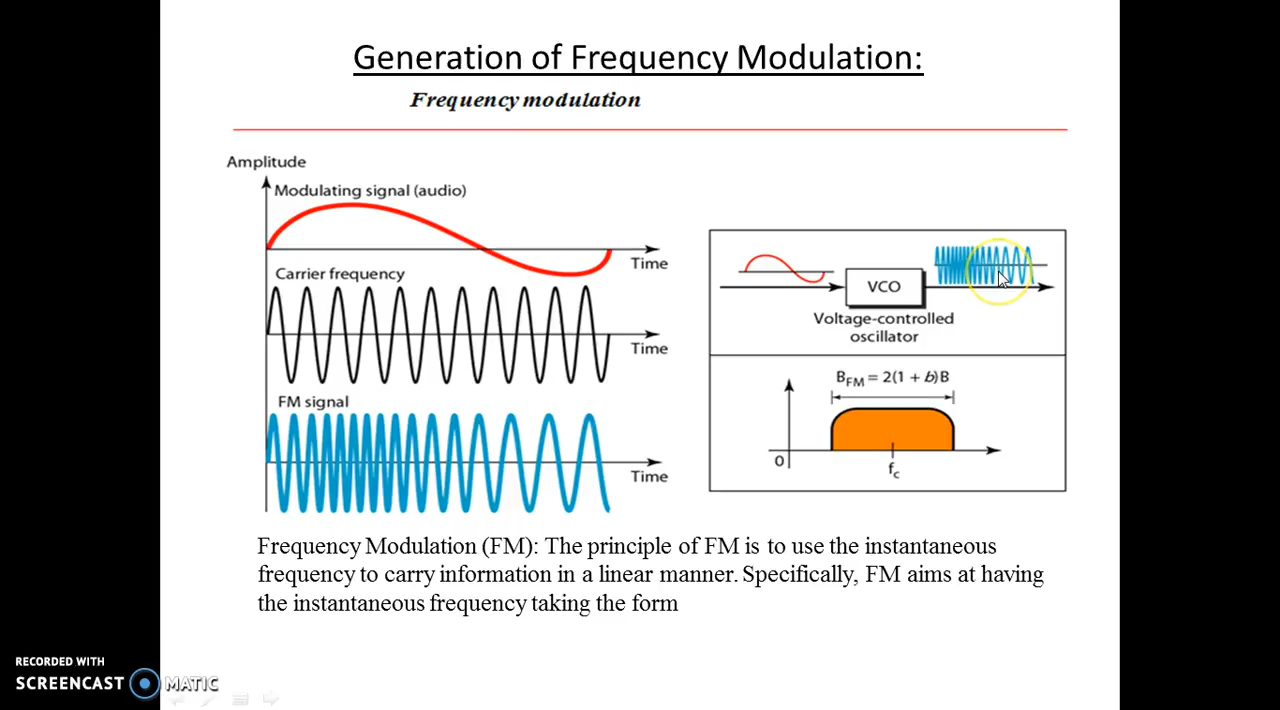 Generation of Frequency Modulation:
Frequency modulation
Amplitude
Modulating signal (audio)
Time
Carrier frequency
Time
FM signal
Time
VCO
Voltage-controlled
oscillator
B_FM = 2(1 + b)B
0
f_c
Frequency Modulation (FM): The principle of FM is to use the instantaneous
frequency to carry information in a linear manner. Specifically, FM aims at having
the instantaneous frequency taking the form
RECORDED WITH
SCREENCAST MATIC